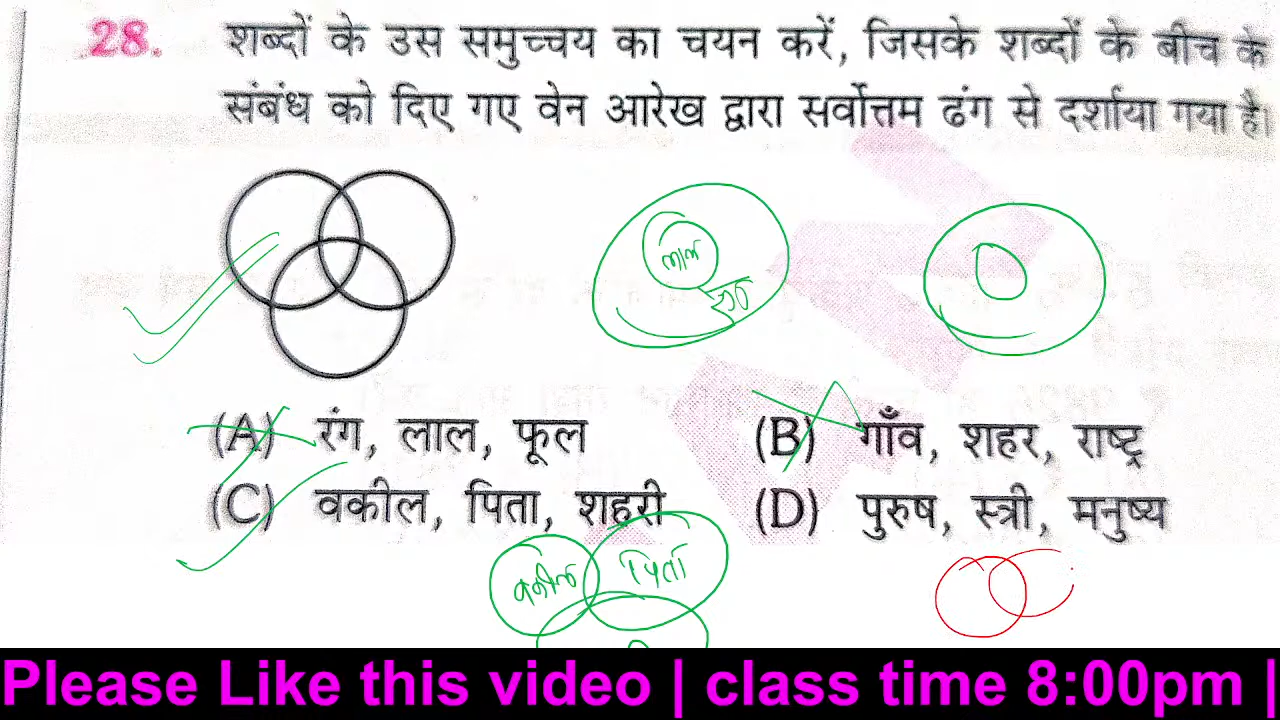 28. शब्दों के उस समुच्चय का चयन करें, जिसके शब्दों के बीच के
संबंध को दिए गए वेन आरेख द्वारा सर्वोत्तम ढंग से दर्शाया गया है।
लाल
(A) रंग, लाल, फूल (B) गाँव, शहर, राष्ट्र
(C) वकील, पिता, शहरी (D) पुरुष, स्त्री, मनुष्य
वकील पिता
Please Like this video | class time 8:00pm |